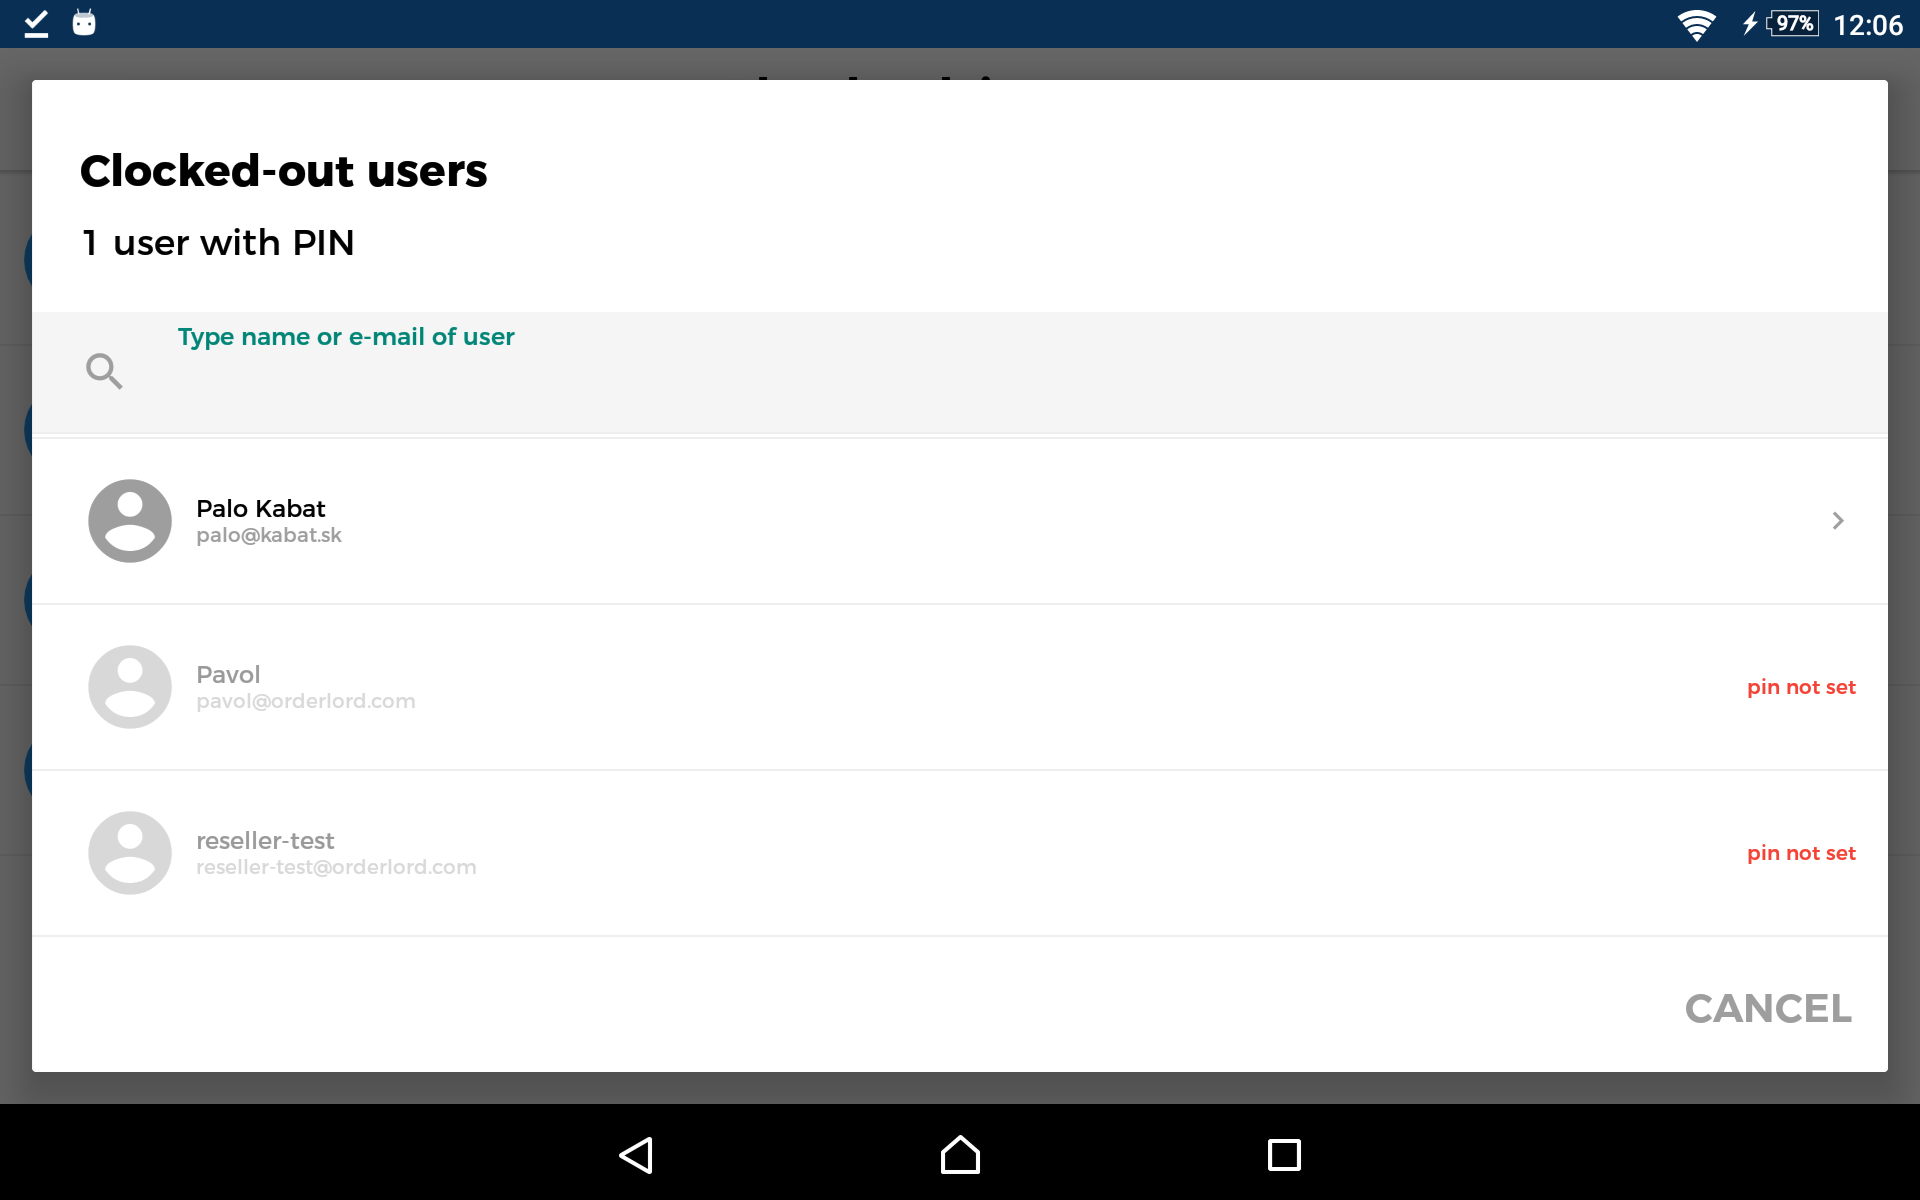 97% 12:06
Clocked-out users
1 user with PIN
Type name or e-mail of user
Palo Kabat
palo@kabat.sk
Pavol
pavol@orderlord.com
pin not set
reseller-test
reseller-test@orderlord.com
pin not set
CANCEL